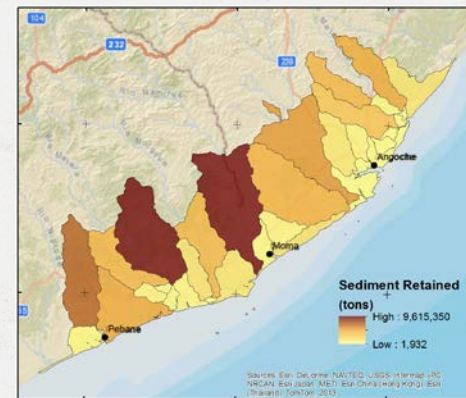 104
232
239
Angoche
Moma
Pebane
Sediment Retained
(tons)
High : 9,615,350
Low : 1,932
Sources: Esri, DeLorme, NAVTEQ, USGS, Intermap, iPC,
NRCAN, Esri Japan, METI, Esri China (Hong Kong), Esri
(Thailand), TomTom, 2013